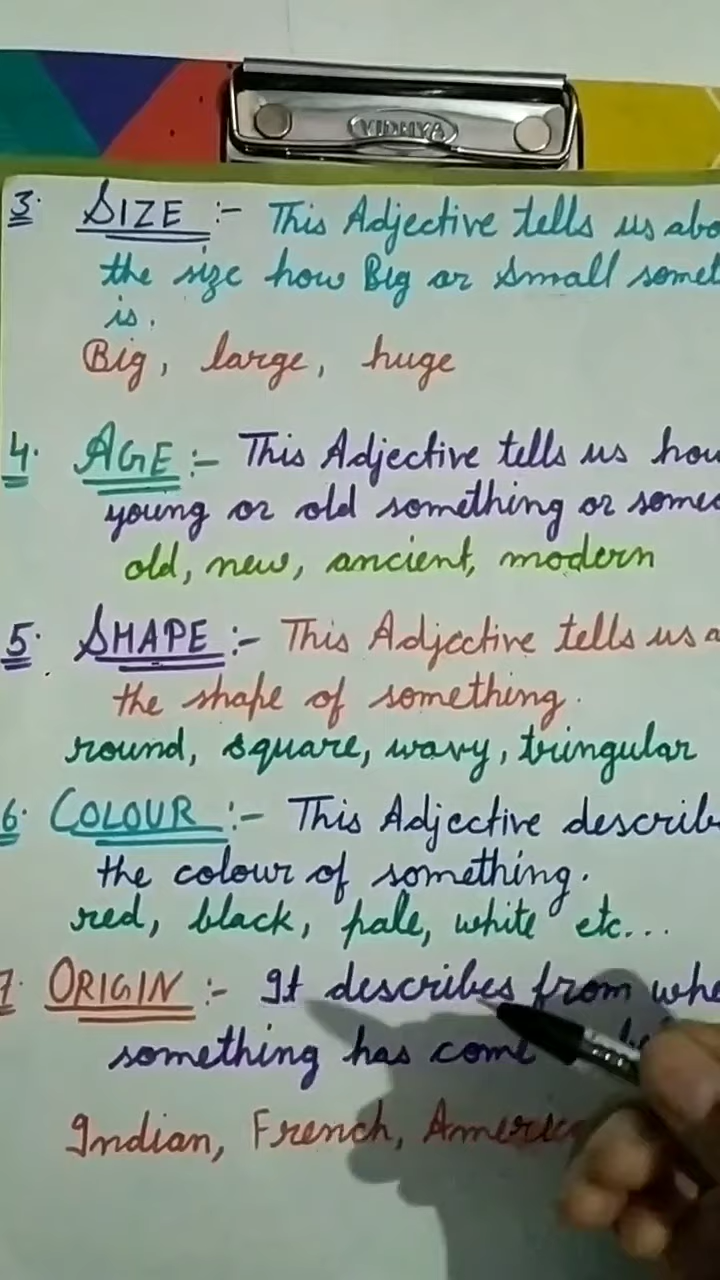 VIDHYA
3. SIZE :- This Adjective tells us abo
the size how Big or Small somet
is.
Big, large, huge
4. AGE :- This Adjective tells us how
young or old something or someo
old, new, ancient, modern
5. SHAPE :- This Adjective tells us a
the shape of something.
round, square, wavy, tringular
6. COLOUR :- This Adjective describe
the colour of something.
red, black, pale, white etc...
7. ORIGIN :- It describes from whe
something has come
Indian, French, America